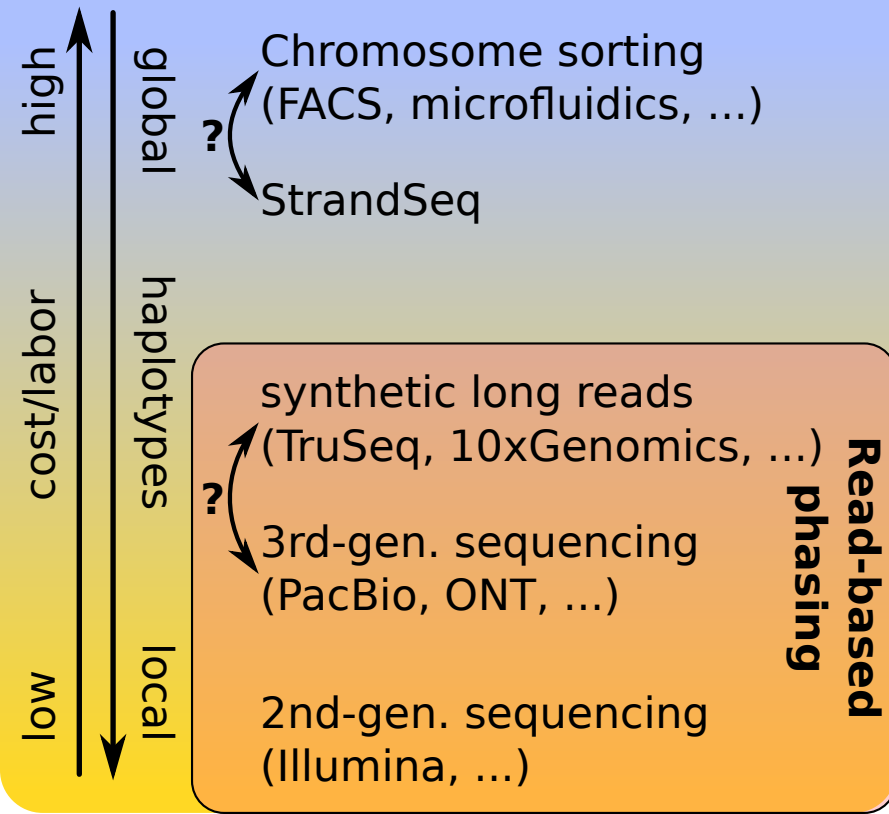 high
cost/labor
low
global
haplotypes
local
Chromosome sorting
(FACS, microfluidics, ...)
?
StrandSeq
synthetic long reads
(TruSeq, 10xGenomics, ...)
?
3rd-gen. sequencing
(PacBio, ONT, ...)
2nd-gen. sequencing
(Illumina, ...)
Read-based
phasing